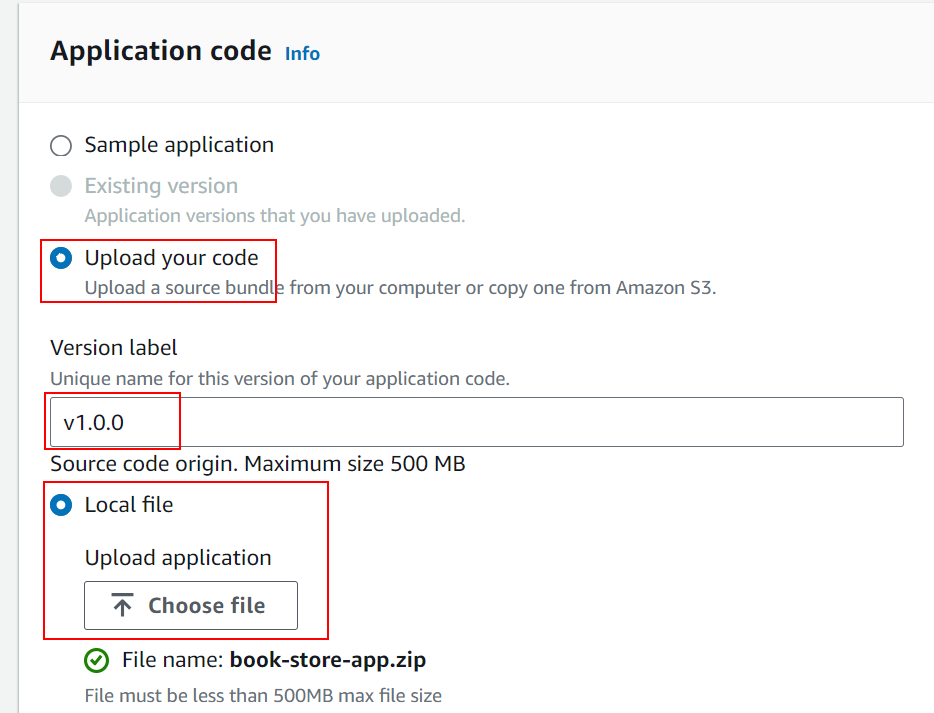 Application code Info
Sample application
Existing version
Application versions that you have uploaded.
Upload your code
Upload a source bundle from your computer or copy one from Amazon S3.
Version label
Unique name for this version of your application code.
v1.0.0
Source code origin. Maximum size 500 MB
Local file
Upload application
Choose file
File name: book-store-app.zip
File must be less than 500MB max file size